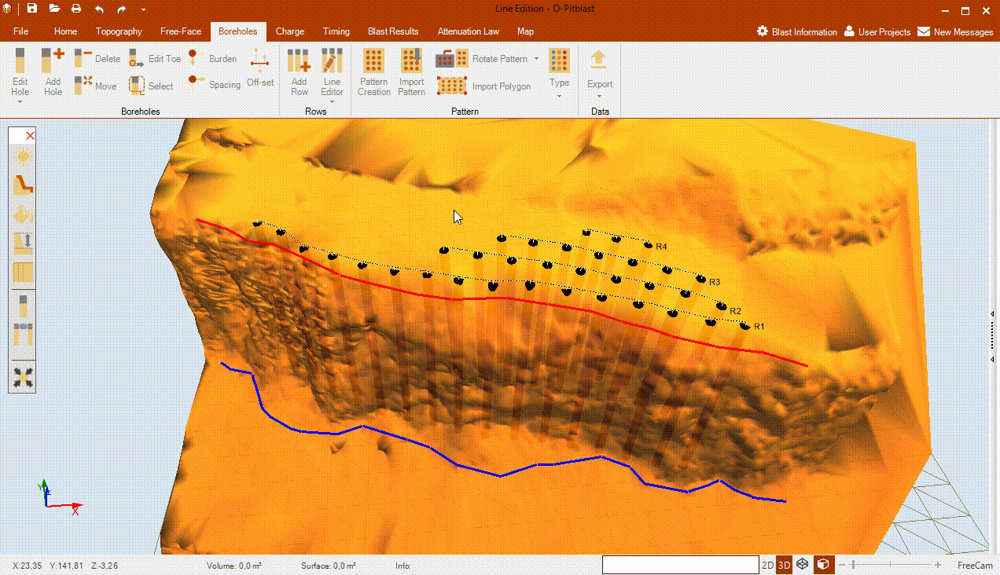 Line Edition - O-Pitblast
File Home Topography Free-Face Boreholes Charge Timing Blast Results Attenuation Law Map Blast Information User Projects New Messages
Edit Hole
Add Hole
Delete
Move
Edit Toe
Select
Burden
Spacing
Off-set
Add Row
Line Editor
Pattern Creation
Import Pattern
Rotate Pattern
Import Polygon
Type
Export
Boreholes Rows Pattern Data
R4
R3
R2
R1
Y
Z
X
X:23,35 Y:141,81 Z:-3,26 Volume: 0,0 m³ Surface: 0,0 m² Info: 2D 3D FreeCam